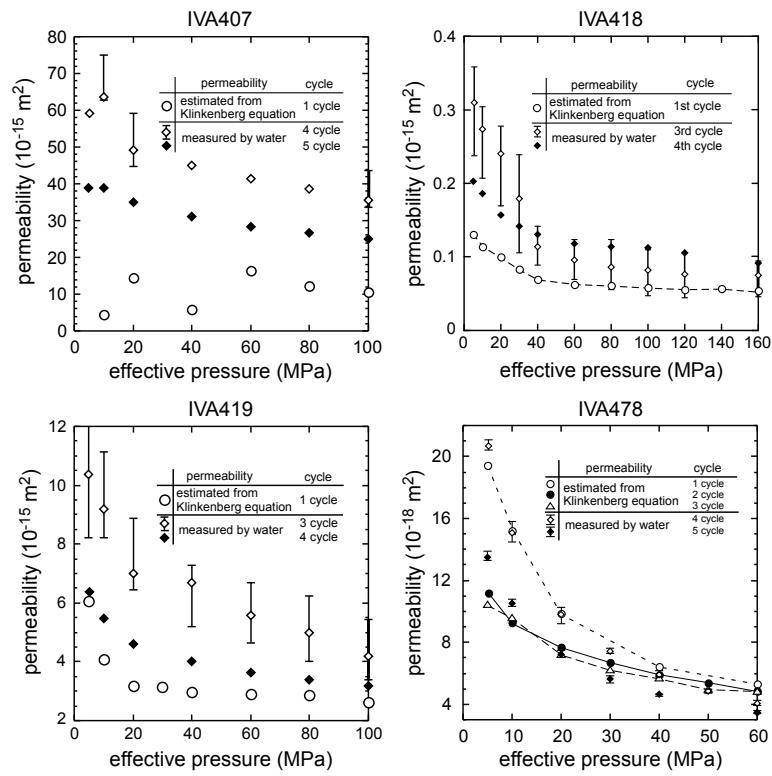 IVA407
permeability (10⁻¹⁵ m²)
80
70
60
50
40
30
20
10
0
permeability cycle
estimated from
Klinkenberg equation 1 cycle
measured by water 4 cycle
5 cycle
0 20 40 60 80 100
effective pressure (MPa)
IVA418
permeability (10⁻¹⁵ m²)
0.4
0.3
0.2
0.1
0
permeability cycle
estimated from
Klinkenberg equation 1st cycle
measured by water 3rd cycle
4th cycle
0 20 40 60 80 100 120 140 160
effective pressure (MPa)
IVA419
permeability (10⁻¹⁵ m²)
12
10
8
6
4
2
permeability cycle
estimated from
Klinkenberg equation 1 cycle
measured by water 3 cycle
4 cycle
0 20 40 60 80 100
effective pressure (MPa)
IVA478
permeability (10⁻¹⁸ m²)
20
16
12
8
4
permeability cycle
estimated from 1 cycle
Klinkenberg equation 2 cycle
3 cycle
measured by water 4 cycle
5 cycle
0 10 20 30 40 50 60
effective pressure (MPa)